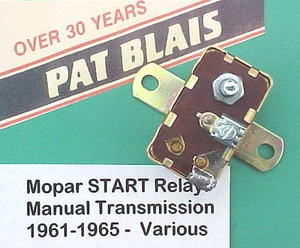 OVER 30 YEARS
PAT BLAIS
Mopar START Relay
Manual Transmission
1961-1965 - Various